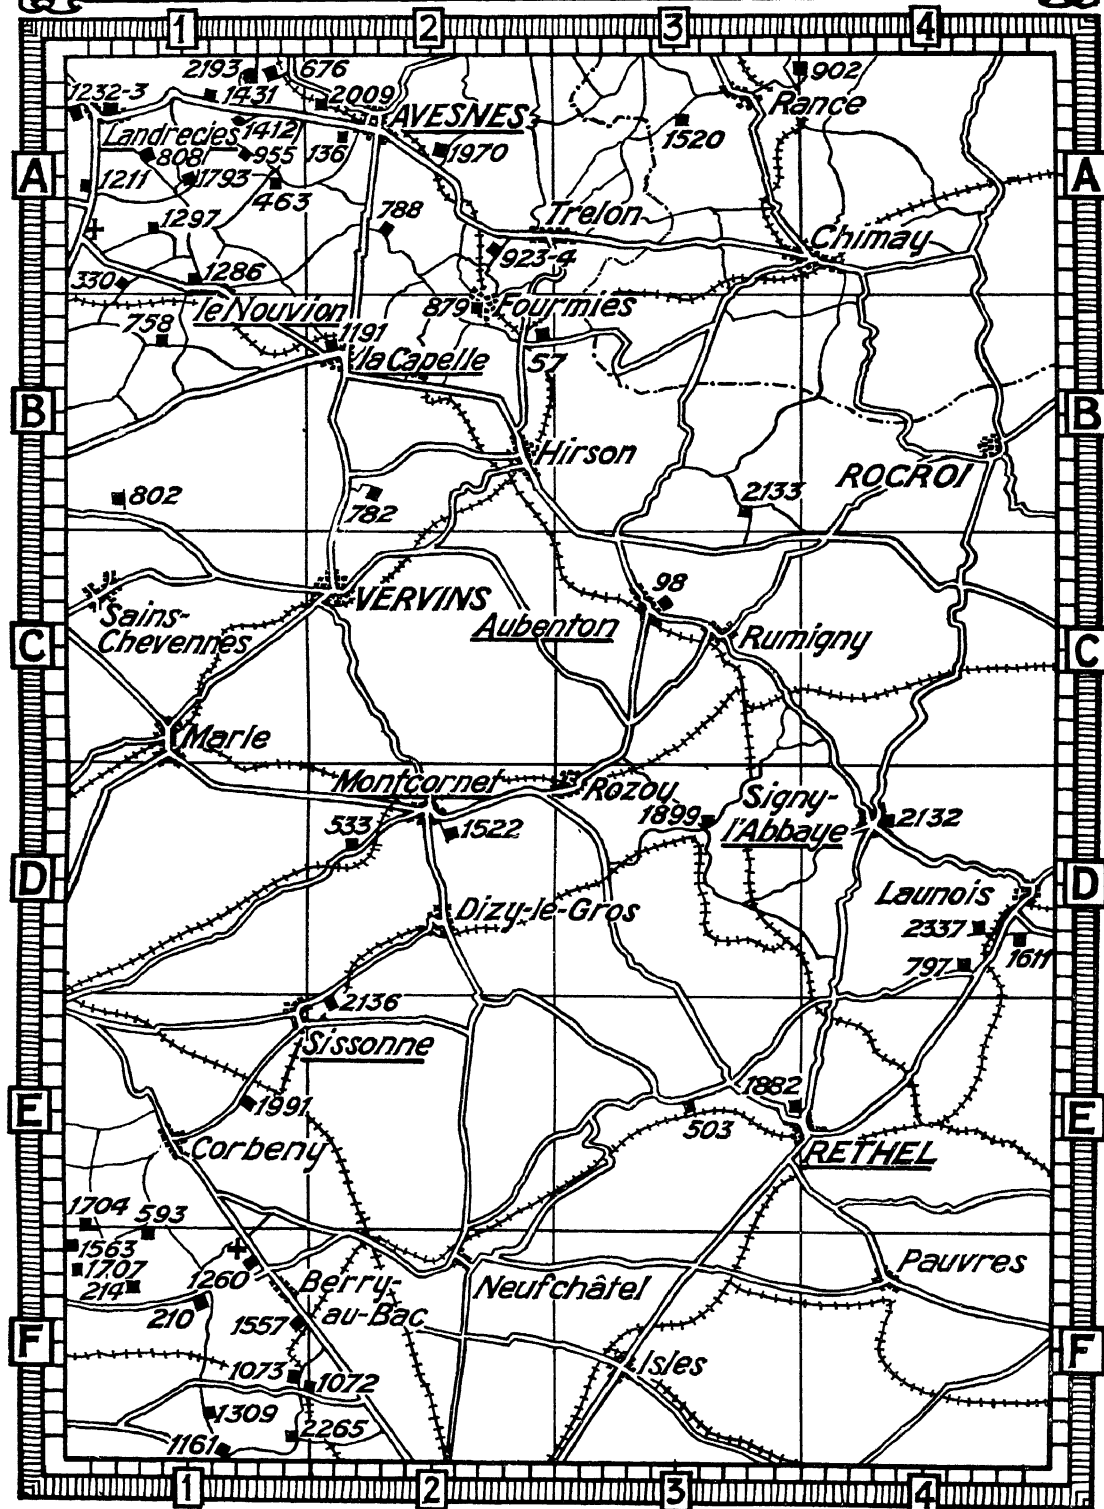 1 2 3 4
2193 676 902
1232-3 1431 2009 AVESNES Rance
Landrecies 1412 1520
808 955 136 1970
A A
1211 1793 463
1297 788 Trelon Chimay
923-4
330 1286
le Nouvion 879 Fourmies
758 1191
la Capelle 57
B B
Hirson
ROCROI
802 782 2133
98
VERVINS
Sains-
Chevennes Aubenton Rumigny
C C
Marle
Montcornet Rozoy Signy-
533 1522 1899 l'Abbaye 2132
D D
Dizy-le-Gros Launois
2337
797 1611
2136
Sissonne
1882
1991 503
E E
Corbeny RETHEL
1704 593
1563
1707 Pauvres
214 1260 Berry- Neufchâtel
210 1557 au-Bac
F F
Isles
1073 1072
1309 2265
1161
1 2 3 4